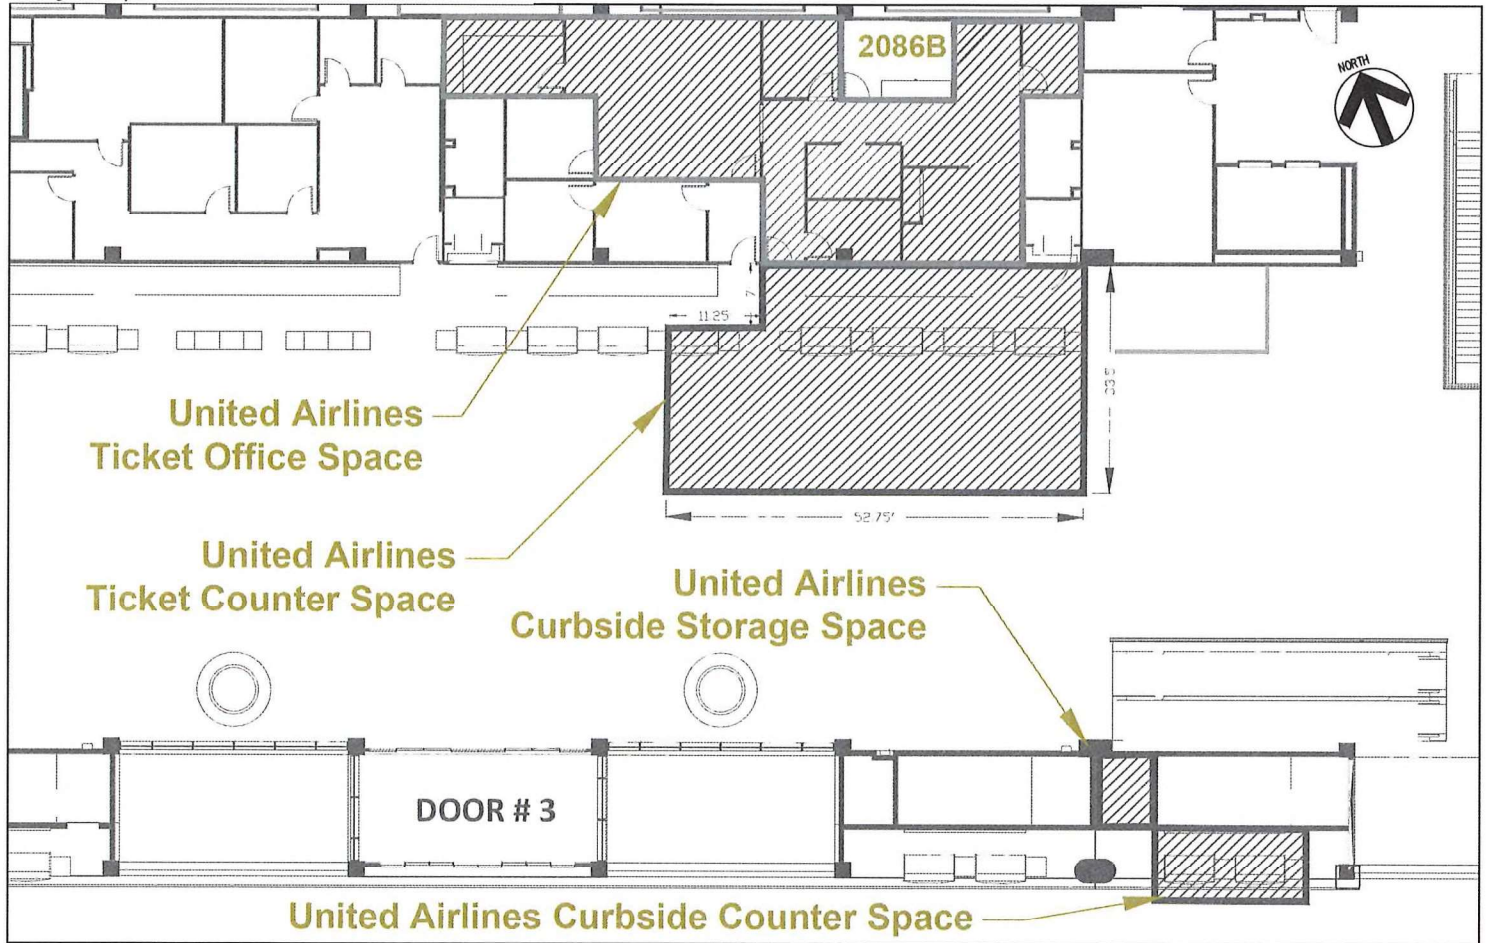 2086B
NORTH
7
11.25
33.5
United Airlines
Ticket Office Space
52.75'
United Airlines
Ticket Counter Space
United Airlines
Curbside Storage Space
DOOR # 3
United Airlines Curbside Counter Space